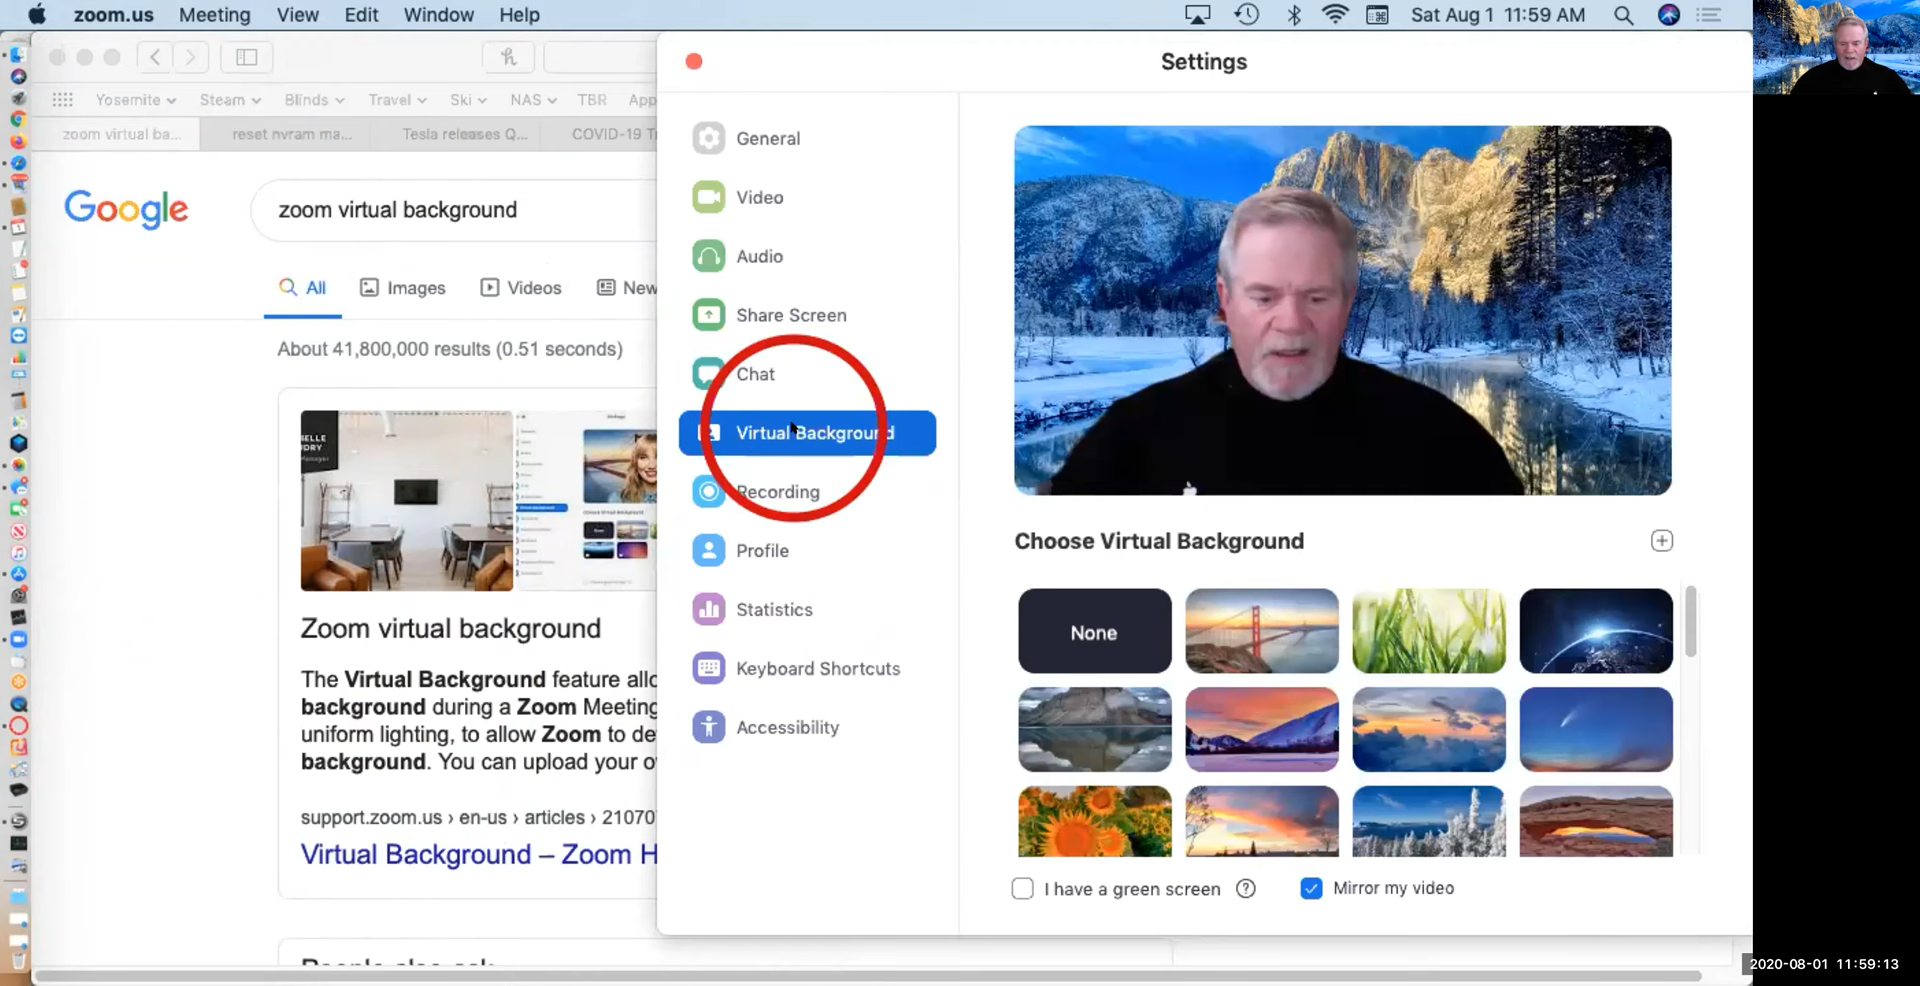 zoom.us Meeting View Edit Window Help
Sat Aug 1 11:59 AM
Yosemite Steam Blinds Travel Ski NAS TBR App
zoom virtual ba... reset nvram ma... Tesla releases Q... COVID-19 Tr
Google
zoom virtual background
All Images Videos New
About 41,800,000 results (0.51 seconds)
Zoom virtual background
The Virtual Background feature allo
background during a Zoom Meeting
uniform lighting, to allow Zoom to de
background. You can upload your o
support.zoom.us › en-us › articles › 21070
Virtual Background – Zoom H
Settings
General
Video
Audio
Share Screen
Chat
Virtual Background
Recording
Profile
Statistics
Keyboard Shortcuts
Accessibility
Choose Virtual Background
None
I have a green screen
Mirror my video
2020-08-01 11:59:13